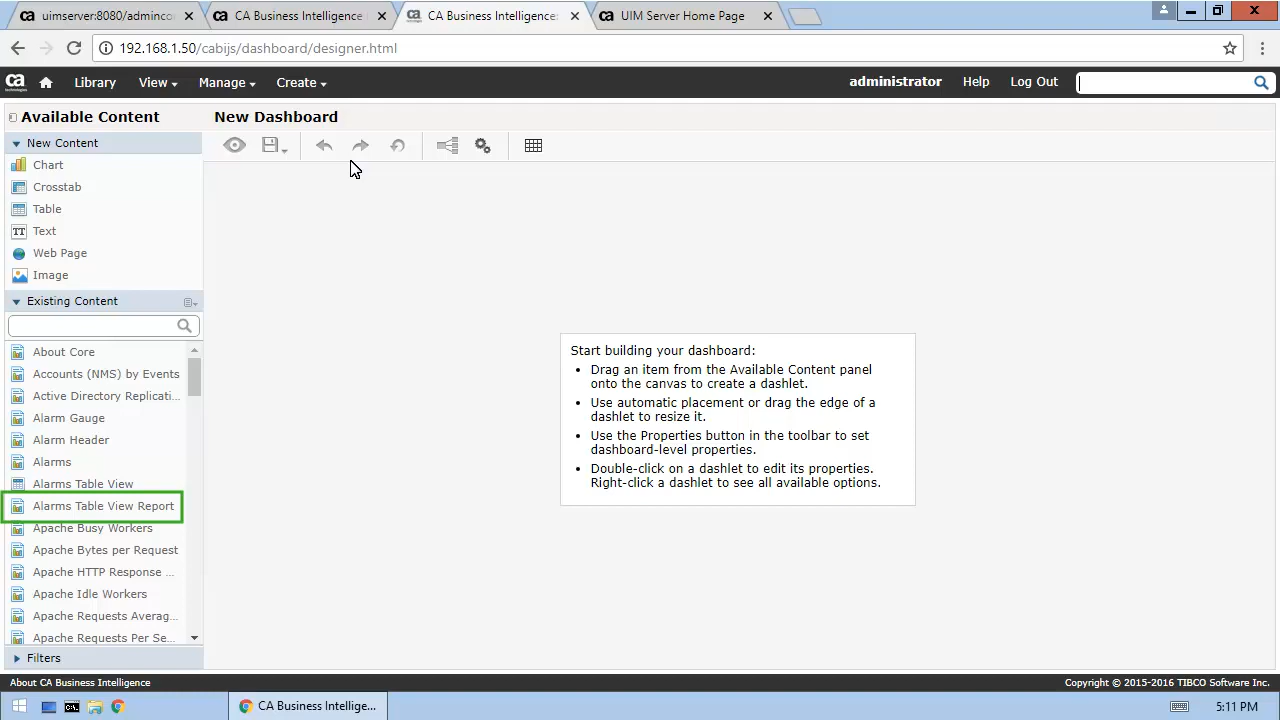 ca uimserver:8080/adminco
ca CA Business Intelligence
CA Business Intelligence:
ca UIM Server Home Page
192.168.1.50/cabijs/dashboard/designer.html
ca technologies
Library
View
Manage
Create
administrator
Help
Log Out
Available Content
New Dashboard
New Content
Chart
Crosstab
Table
TT Text
Web Page
Image
Existing Content
About Core
Accounts (NMS) by Events
Active Directory Replicati...
Alarm Gauge
Alarm Header
Alarms
Alarms Table View
Alarms Table View Report
Apache Busy Workers
Apache Bytes per Request
Apache HTTP Response ...
Apache Idle Workers
Apache Requests Averag...
Apache Requests Per Se...
Filters
Start building your dashboard:
• Drag an item from the Available Content panel
onto the canvas to create a dashlet.
• Use automatic placement or drag the edge of a
dashlet to resize it.
• Use the Properties button in the toolbar to set
dashboard-level properties.
• Double-click on a dashlet to edit its properties.
Right-click a dashlet to see all available options.
About CA Business Intelligence
Copyright © 2015-2016 TIBCO Software Inc.
CA Business Intellige...
5:11 PM